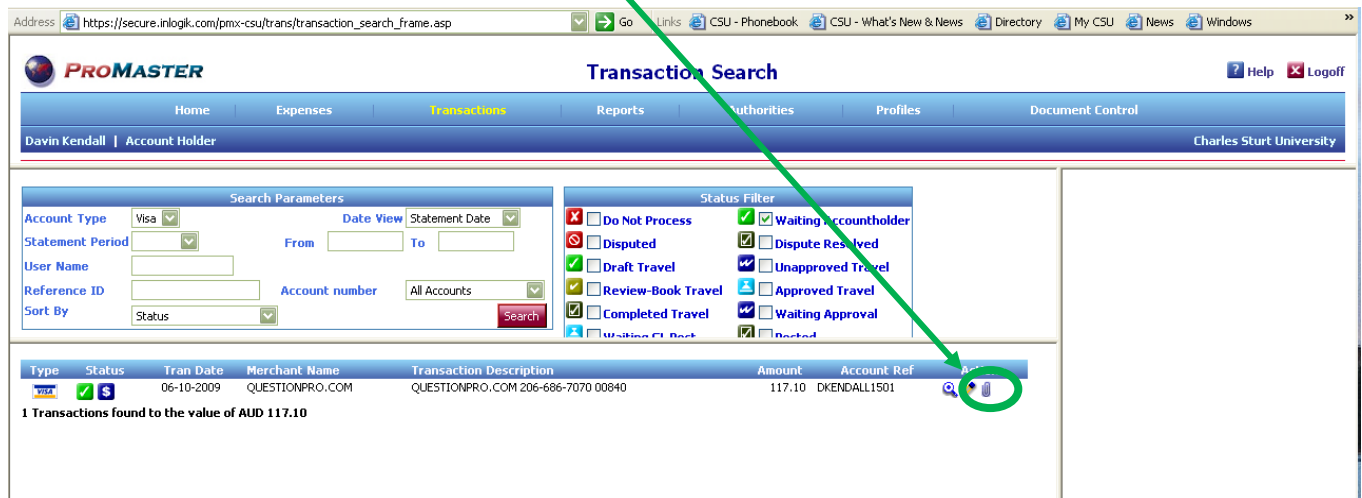 Address https://secure.inlogik.com/pmx-csu/trans/transaction_search_frame.asp Go Links CSU - Phonebook CSU - What's New & News Directory My CSU News Windows »
PROMASTER Transaction Search ? Help X Logoff
Home Expenses Transactions Reports Authorities Profiles Document Control
Davin Kendall | Account Holder Charles Sturt University
Search Parameters
Account Type Visa Date View Statement Date
Statement Period From To
User Name
Reference ID Account number All Accounts
Sort By Status Search
Status Filter
Do Not Process Waiting Accountholder
Disputed Dispute Resolved
Draft Travel Unapproved Travel
Review-Book Travel Approved Travel
Completed Travel Waiting Approval
Waiting GL Post Posted
Type Status Tran Date Merchant Name Transaction Description Amount Account Ref
VISA $ 06-10-2009 QUESTIONPRO.COM QUESTIONPRO.COM 206-686-7070 00840 117.10 DKENDALL1501
1 Transactions found to the value of AUD 117.10